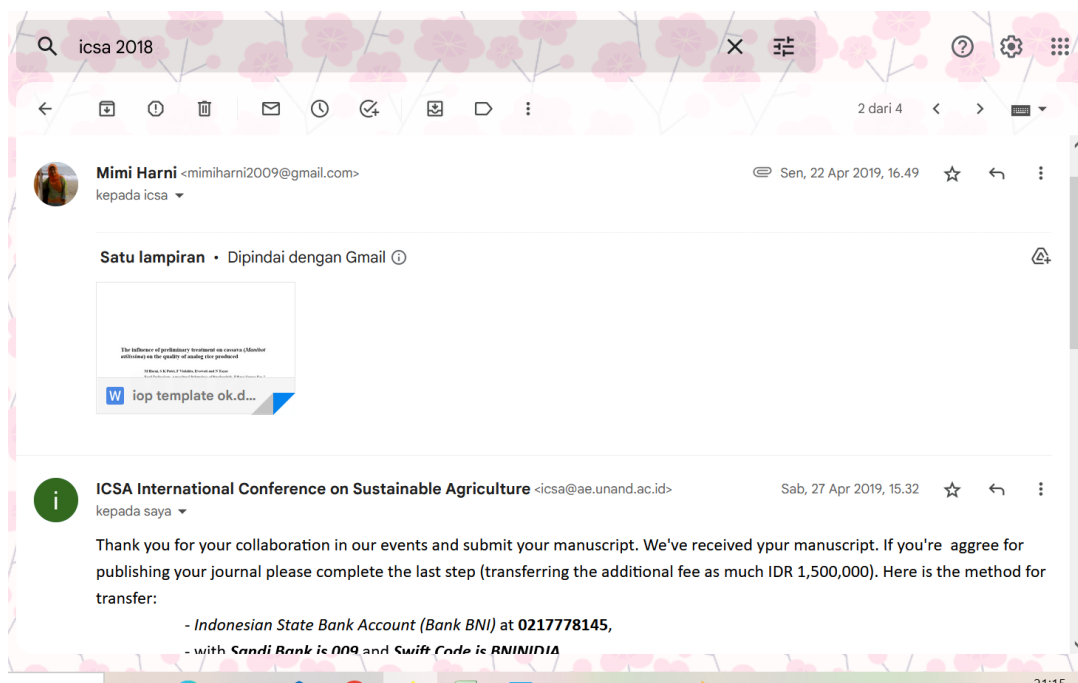 icsa 2018
2 dari 4
Mimi Harni <mimiharni2009@gmail.com>
Sen, 22 Apr 2019, 16.49
kepada icsa
Satu lampiran • Dipindai dengan Gmail
The influence of preliminary treatment on cassava (Manihot
utilissima) on the quality of analog rice produced
W iop template ok.d...
i
ICSA International Conference on Sustainable Agriculture <icsa@ae.unand.ac.id>
Sab, 27 Apr 2019, 15.32
kepada saya
Thank you for your collaboration in our events and submit your manuscript. We've received ypur manuscript. If you're aggree for
publishing your journal please complete the last step (transferring the additional fee as much IDR 1,500,000). Here is the method for
transfer:
- Indonesian State Bank Account (Bank BNI) at 0217778145,
- with Sandi Bank is 009 and Swift Code is BNINIDJA